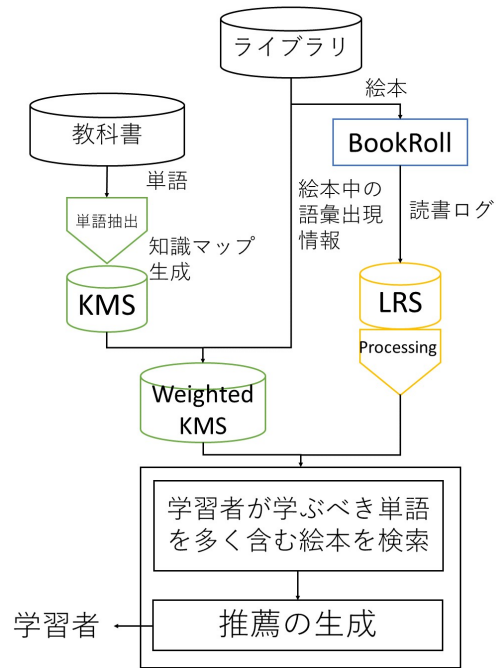 ライブラリ
絵本
教科書
BookRoll
単語
単語抽出
絵本中の
語彙出現
情報
読書ログ
知識マップ
生成
KMS
LRS
Processing
Weighted
KMS
学習者が学ぶべき単語
を多く含む絵本を検索
推薦の生成
学習者